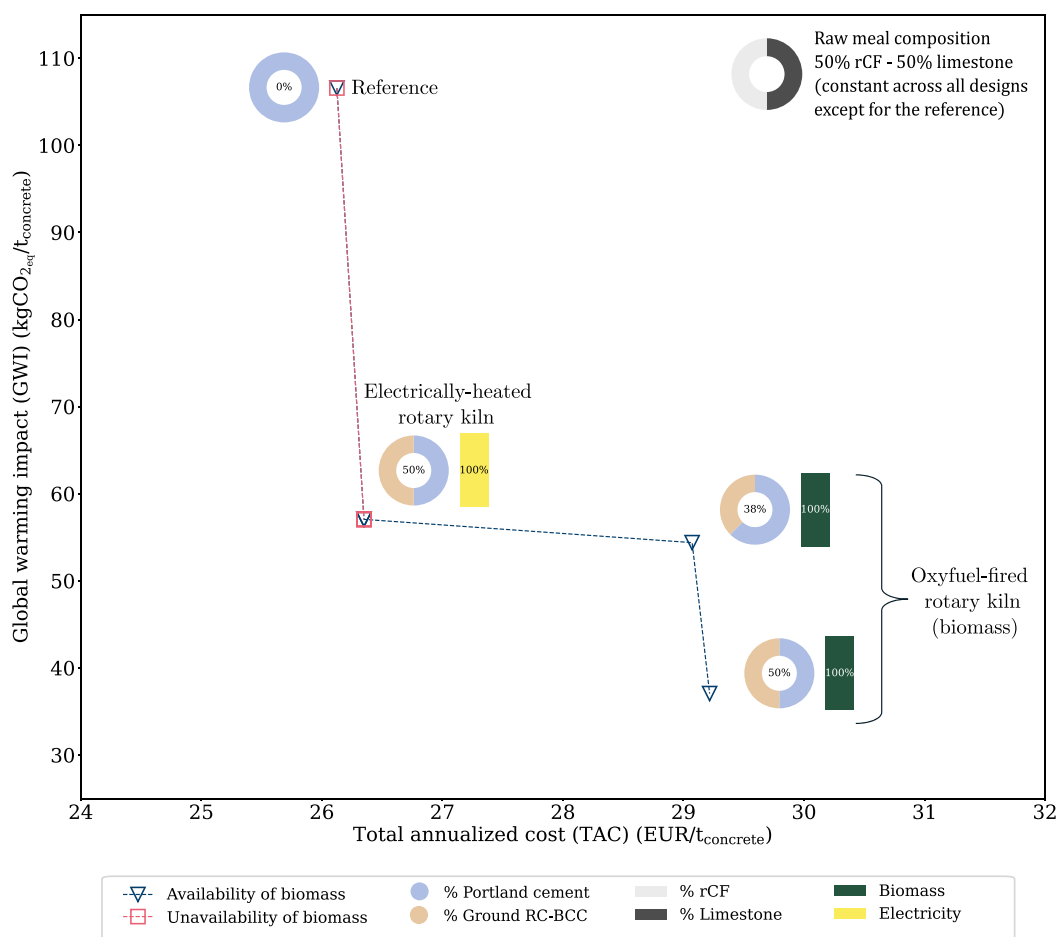 110
100
90
80
70
60
50
40
30
Global warming impact (GWI) (kgCO2eq/tconcrete)
0%
Reference
Raw meal composition
50% rCF - 50% limestone
(constant across all designs
except for the reference)
Electrically-heated
rotary kiln
50%
100%
38%
100%
Oxyfuel-fired
rotary kiln
(biomass)
50%
100%
24 25 26 27 28 29 30 31 32
Total annualized cost (TAC) (EUR/tconcrete)
Availability of biomass
Unavailability of biomass
% Portland cement
% Ground RC-BCC
% rCF
% Limestone
Biomass
Electricity